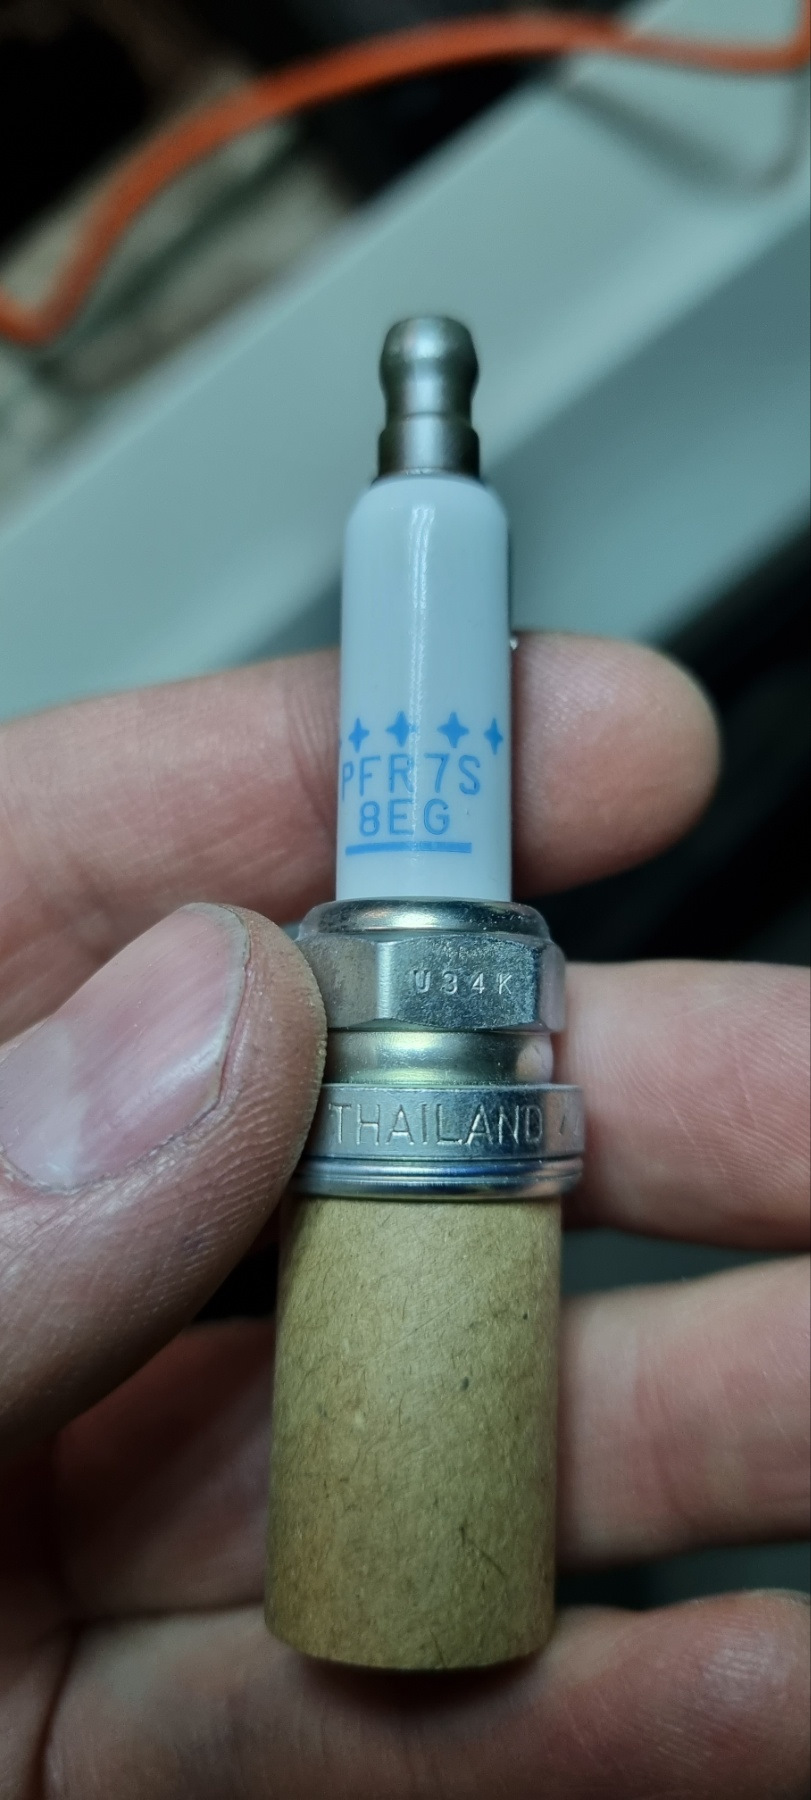 PFR7S
8EG
U34K
THAILAND